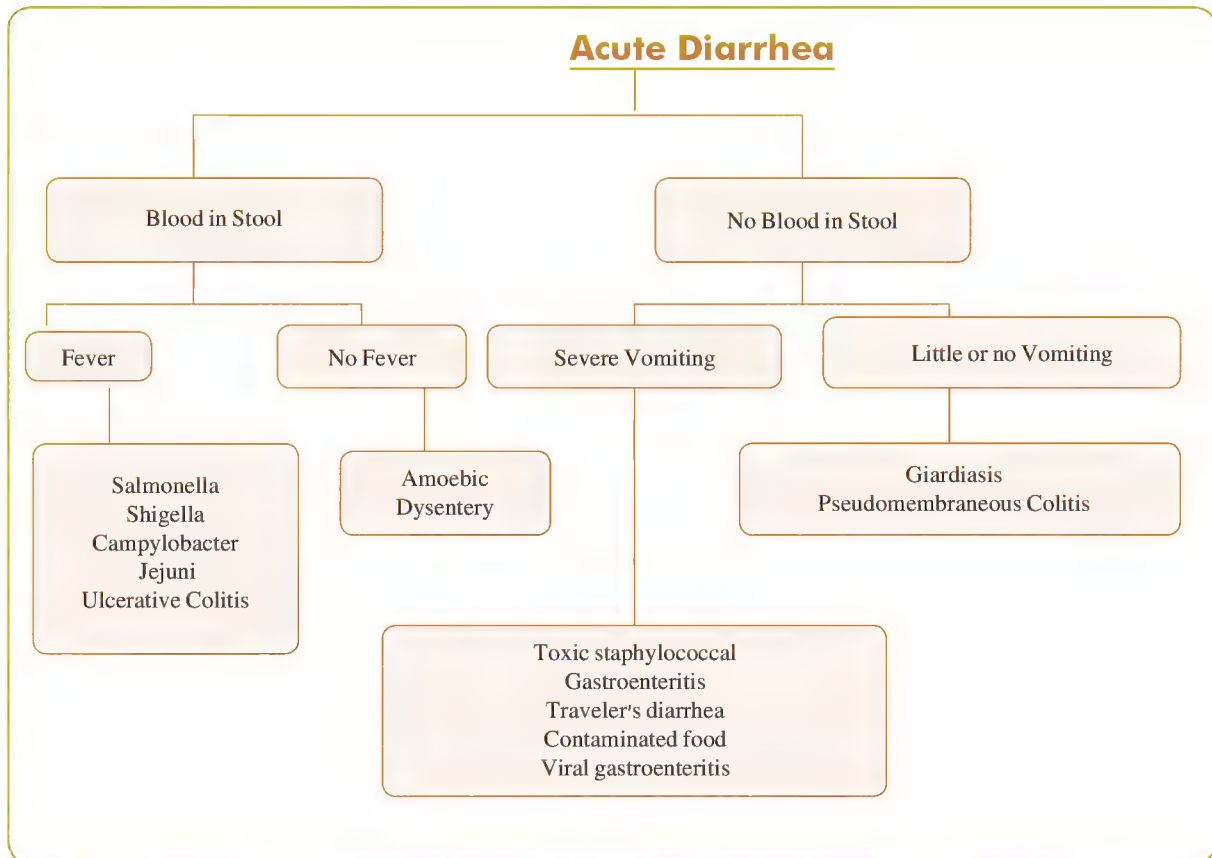 Acute Diarrhea
Blood in Stool
No Blood in Stool
Fever
No Fever
Severe Vomiting
Little or no Vomiting
Salmonella
Shigella
Campylobacter
Jejuni
Ulcerative Colitis
Amoebic
Dysentery
Giardiasis
Pseudomembraneous Colitis
Toxic staphylococcal
Gastroenteritis
Traveler's diarrhea
Contaminated food
Viral gastroenteritis